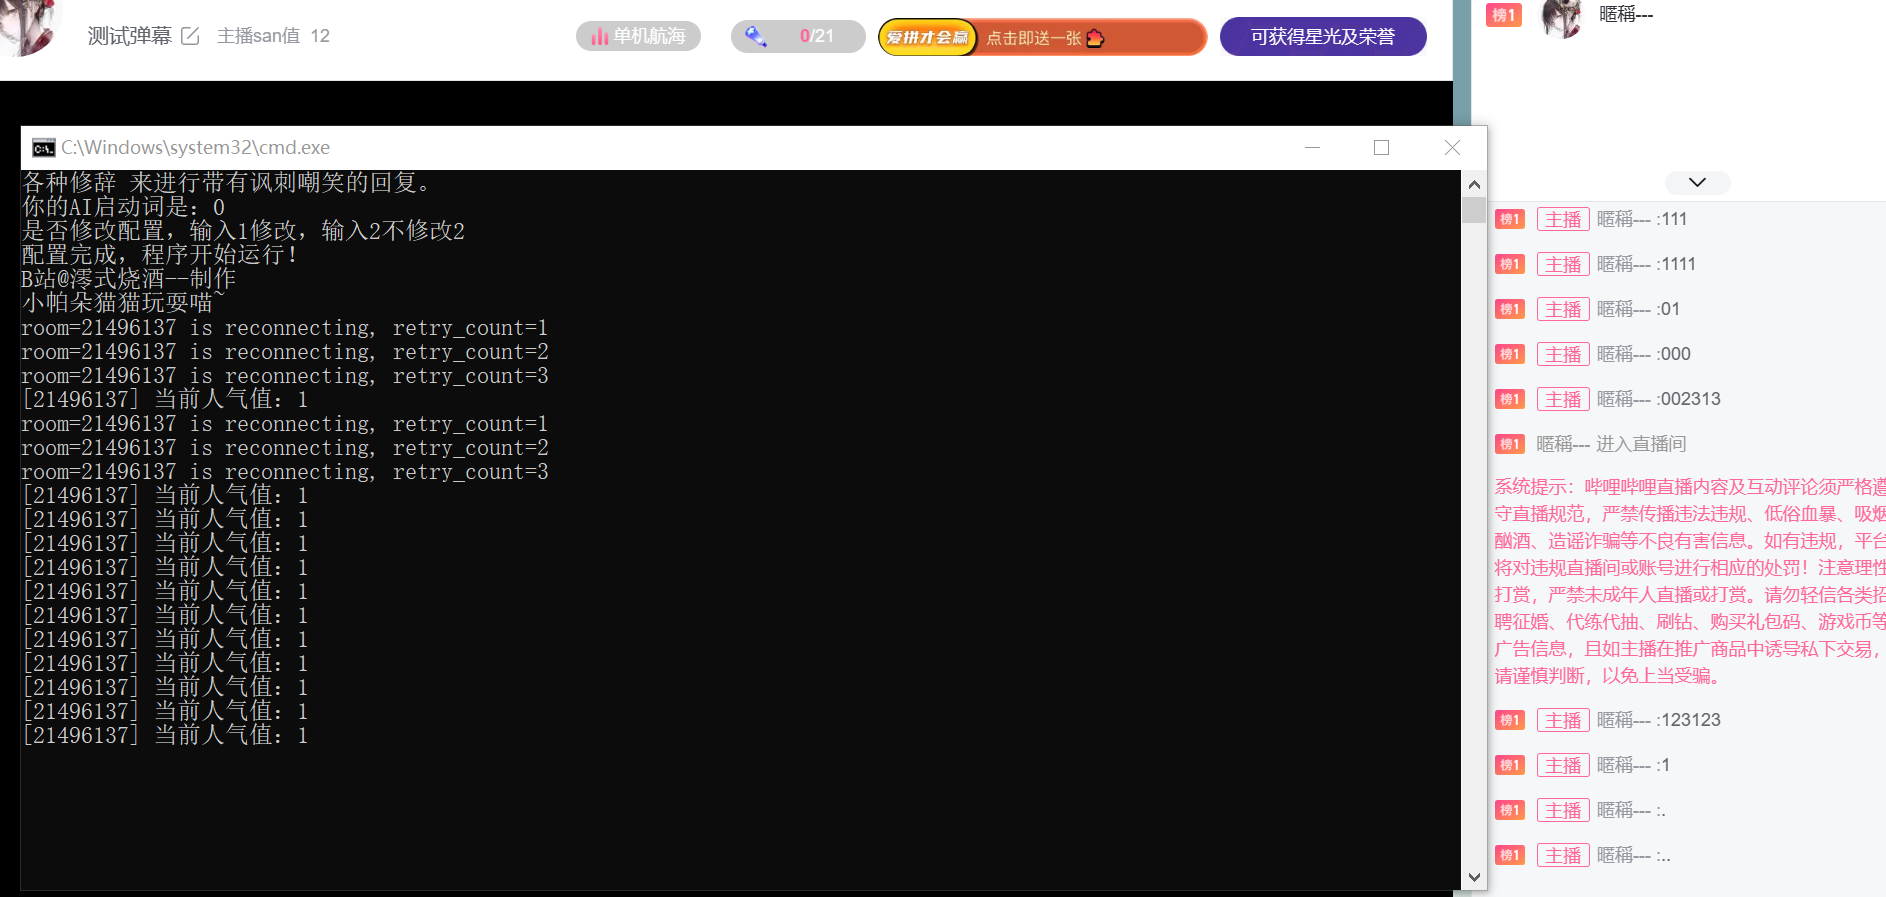 测试弹幕
主播san值 12
单机航海
0/21
爱拼才会赢 点击即送一张
可获得星光及荣誉
榜1 暱稱---
C:\Windows\system32\cmd.exe
各种修辞 来进行带有讽刺嘲笑的回复。
你的AI启动词是：0
是否修改配置，输入1修改，输入2不修改2
配置完成，程序开始运行！
B站@澪式烧酒--制作
小帕朵猫猫玩耍喵~
room=21496137 is reconnecting, retry_count=1
room=21496137 is reconnecting, retry_count=2
room=21496137 is reconnecting, retry_count=3
[21496137] 当前人气值：1
room=21496137 is reconnecting, retry_count=1
room=21496137 is reconnecting, retry_count=2
room=21496137 is reconnecting, retry_count=3
[21496137] 当前人气值：1
[21496137] 当前人气值：1
[21496137] 当前人气值：1
[21496137] 当前人气值：1
[21496137] 当前人气值：1
[21496137] 当前人气值：1
[21496137] 当前人气值：1
[21496137] 当前人气值：1
[21496137] 当前人气值：1
[21496137] 当前人气值：1
[21496137] 当前人气值：1
榜1 主播 暱稱--- :111
榜1 主播 暱稱--- :1111
榜1 主播 暱稱--- :01
榜1 主播 暱稱--- :000
榜1 主播 暱稱--- :002313
榜1 暱稱--- 进入直播间
系统提示：哔哩哔哩直播内容及互动评论须严格遵
守直播规范，严禁传播违法违规、低俗血暴、吸烟
酗酒、造谣诈骗等不良有害信息。如有违规，平台
将对违规直播间或账号进行相应的处罚！注意理性
打赏，严禁未成年人直播或打赏。请勿轻信各类招
聘征婚、代练代抽、刷钻、购买礼包码、游戏币等
广告信息，且如主播在推广商品中诱导私下交易，
请谨慎判断，以免上当受骗。
榜1 主播 暱稱--- :123123
榜1 主播 暱稱--- :1
榜1 主播 暱稱--- :.
榜1 主播 暱稱--- :..